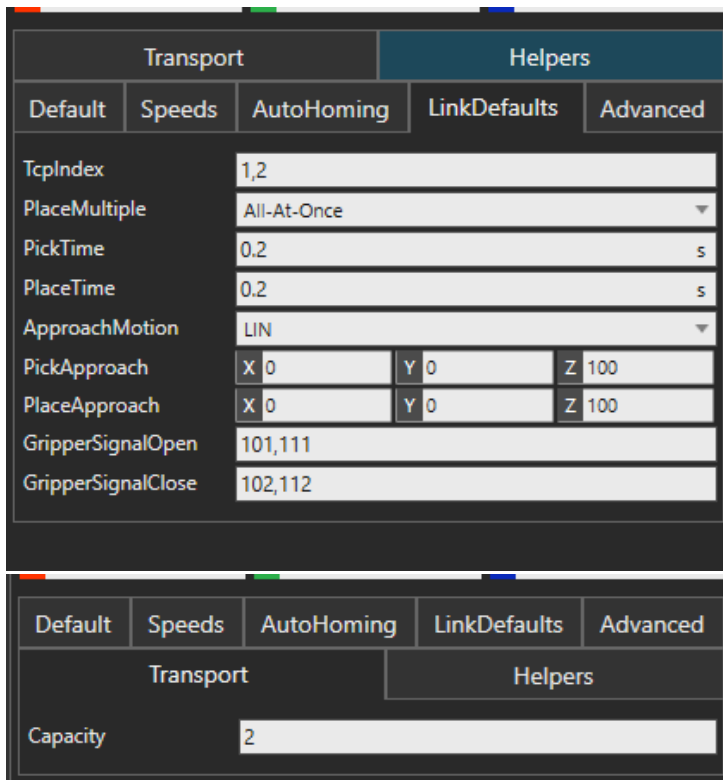 Transport Helpers
Default Speeds AutoHoming LinkDefaults Advanced
TcpIndex 1,2
PlaceMultiple All-At-Once
PickTime 0.2 s
PlaceTime 0.2 s
ApproachMotion LIN
PickApproach X 0 Y 0 Z 100
PlaceApproach X 0 Y 0 Z 100
GripperSignalOpen 101,111
GripperSignalClose 102,112
Default Speeds AutoHoming LinkDefaults Advanced
Transport Helpers
Capacity 2